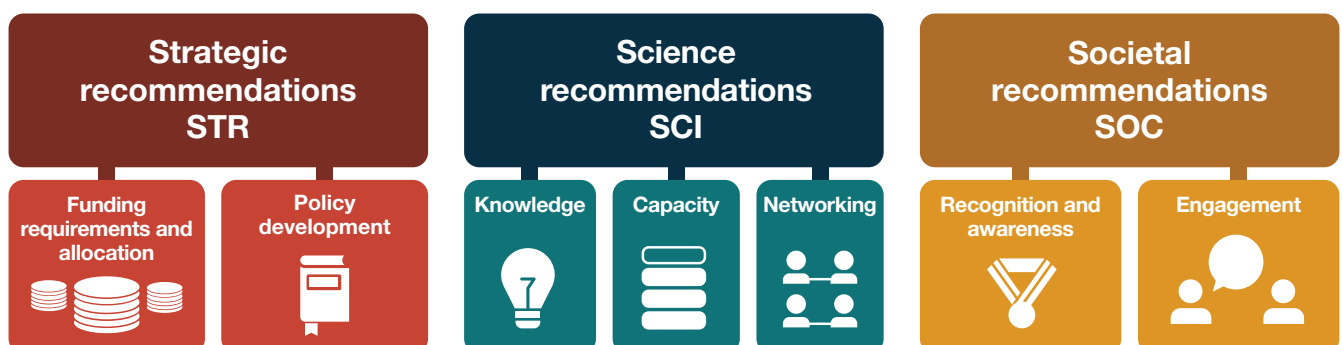 Strategic
recommendations
STR
Funding
requirements and
allocation
Policy
development
Science
recommendations
SCI
Knowledge
Capacity
Networking
Societal
recommendations
SOC
Recognition and
awareness
Engagement